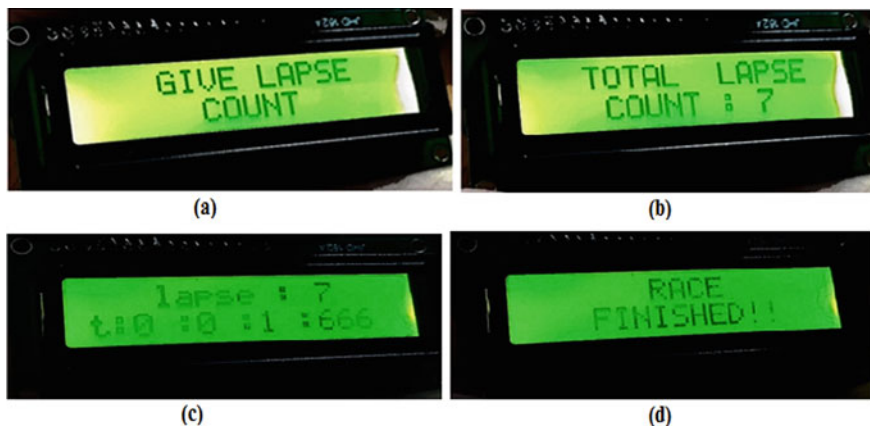 GIVE LAPSE
COUNT
(a)
TOTAL LAPSE
COUNT : 7
(b)
lapse : 7
t:0 :0 :1 :666
(c)
RACE
FINISHED!!
(d)